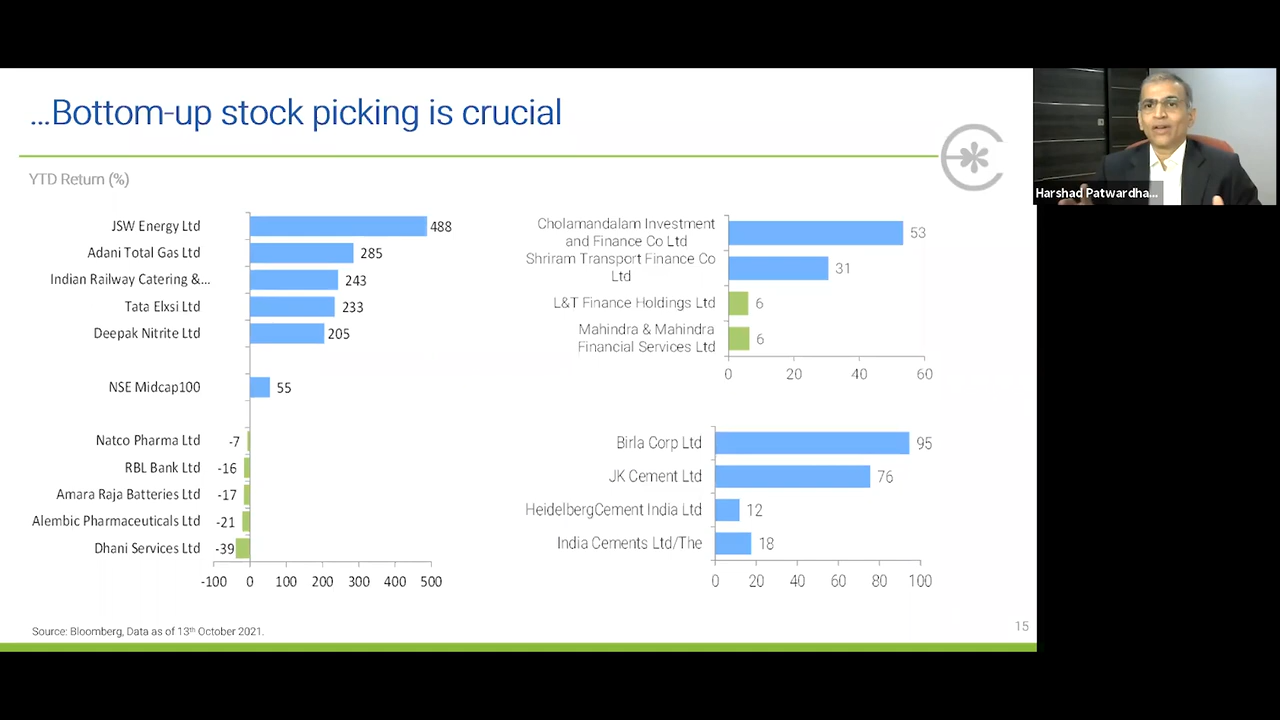 …Bottom-up stock picking is crucial
YTD Return (%)
JSW Energy Ltd
488
Adani Total Gas Ltd
285
Indian Railway Catering &...
243
Tata Elxsi Ltd
233
Deepak Nitrite Ltd
205
NSE Midcap100
55
Natco Pharma Ltd
-7
RBL Bank Ltd
-16
Amara Raja Batteries Ltd
-17
Alembic Pharmaceuticals Ltd
-21
Dhani Services Ltd
-39
-100 0 100 200 300 400 500
Cholamandalam Investment
and Finance Co Ltd
53
Shriram Transport Finance Co
Ltd
31
L&T Finance Holdings Ltd
6
Mahindra & Mahindra
Financial Services Ltd
6
0 20 40 60
Birla Corp Ltd
95
JK Cement Ltd
76
HeidelbergCement India Ltd
12
India Cements Ltd/The
18
0 20 40 60 80 100
Source: Bloomberg, Data as of 13th October 2021.
15
Harshad Patwardha...